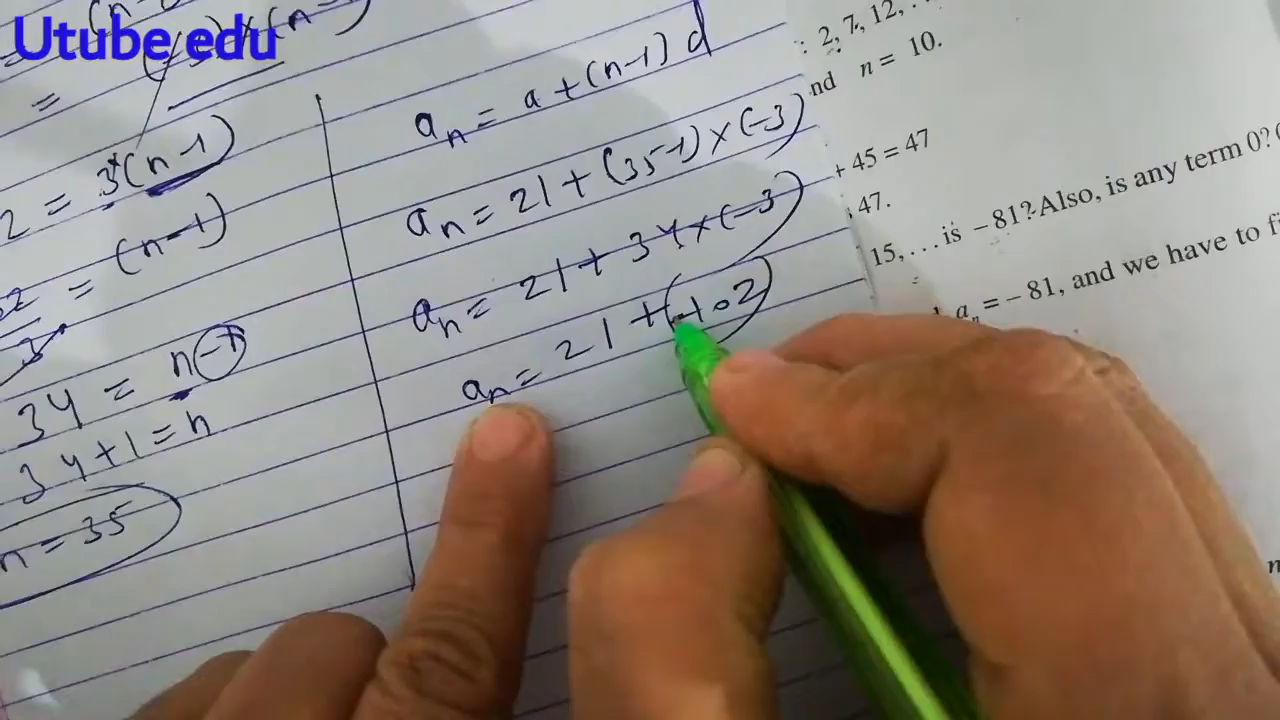 Utube edu
=
2 = 3(n-1)
= (n-1)
34 = n-1
34+1=n
n=35
an = a+(n-1)d
an = 21+(35-1)×(-3)
an = 21+34×(-3)
an = 21+(-102)
: 2, 7, 12, . .
nd n = 10.
+ 45 = 47
47.
15, . . . is – 81? Also, is any term 0?
an = – 81, and we have to f
n